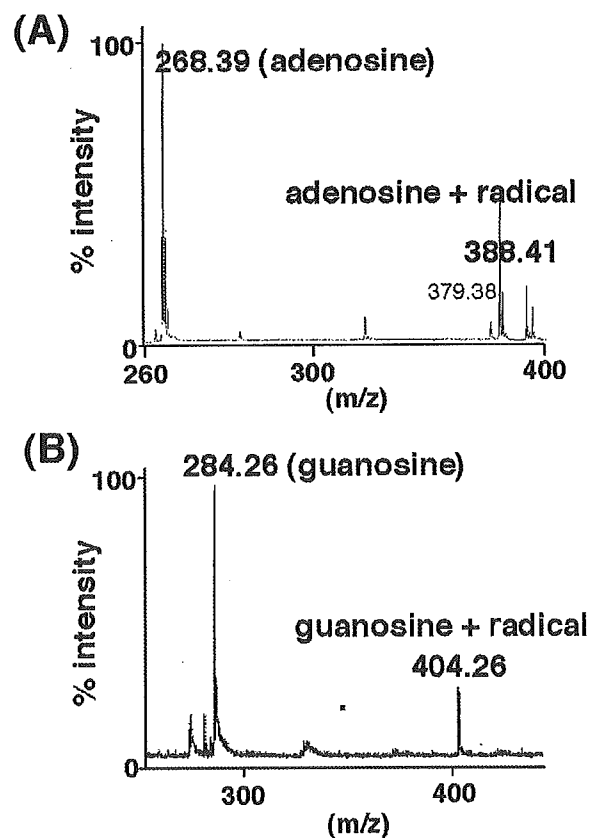 (A)
100
268.39 (adenosine)
% intensity
adenosine + radical
388.41
379.38
0
260
300
400
(m/z)
(B)
100
284.26 (guanosine)
% intensity
guanosine + radical
404.26
0
300
400
(m/z)